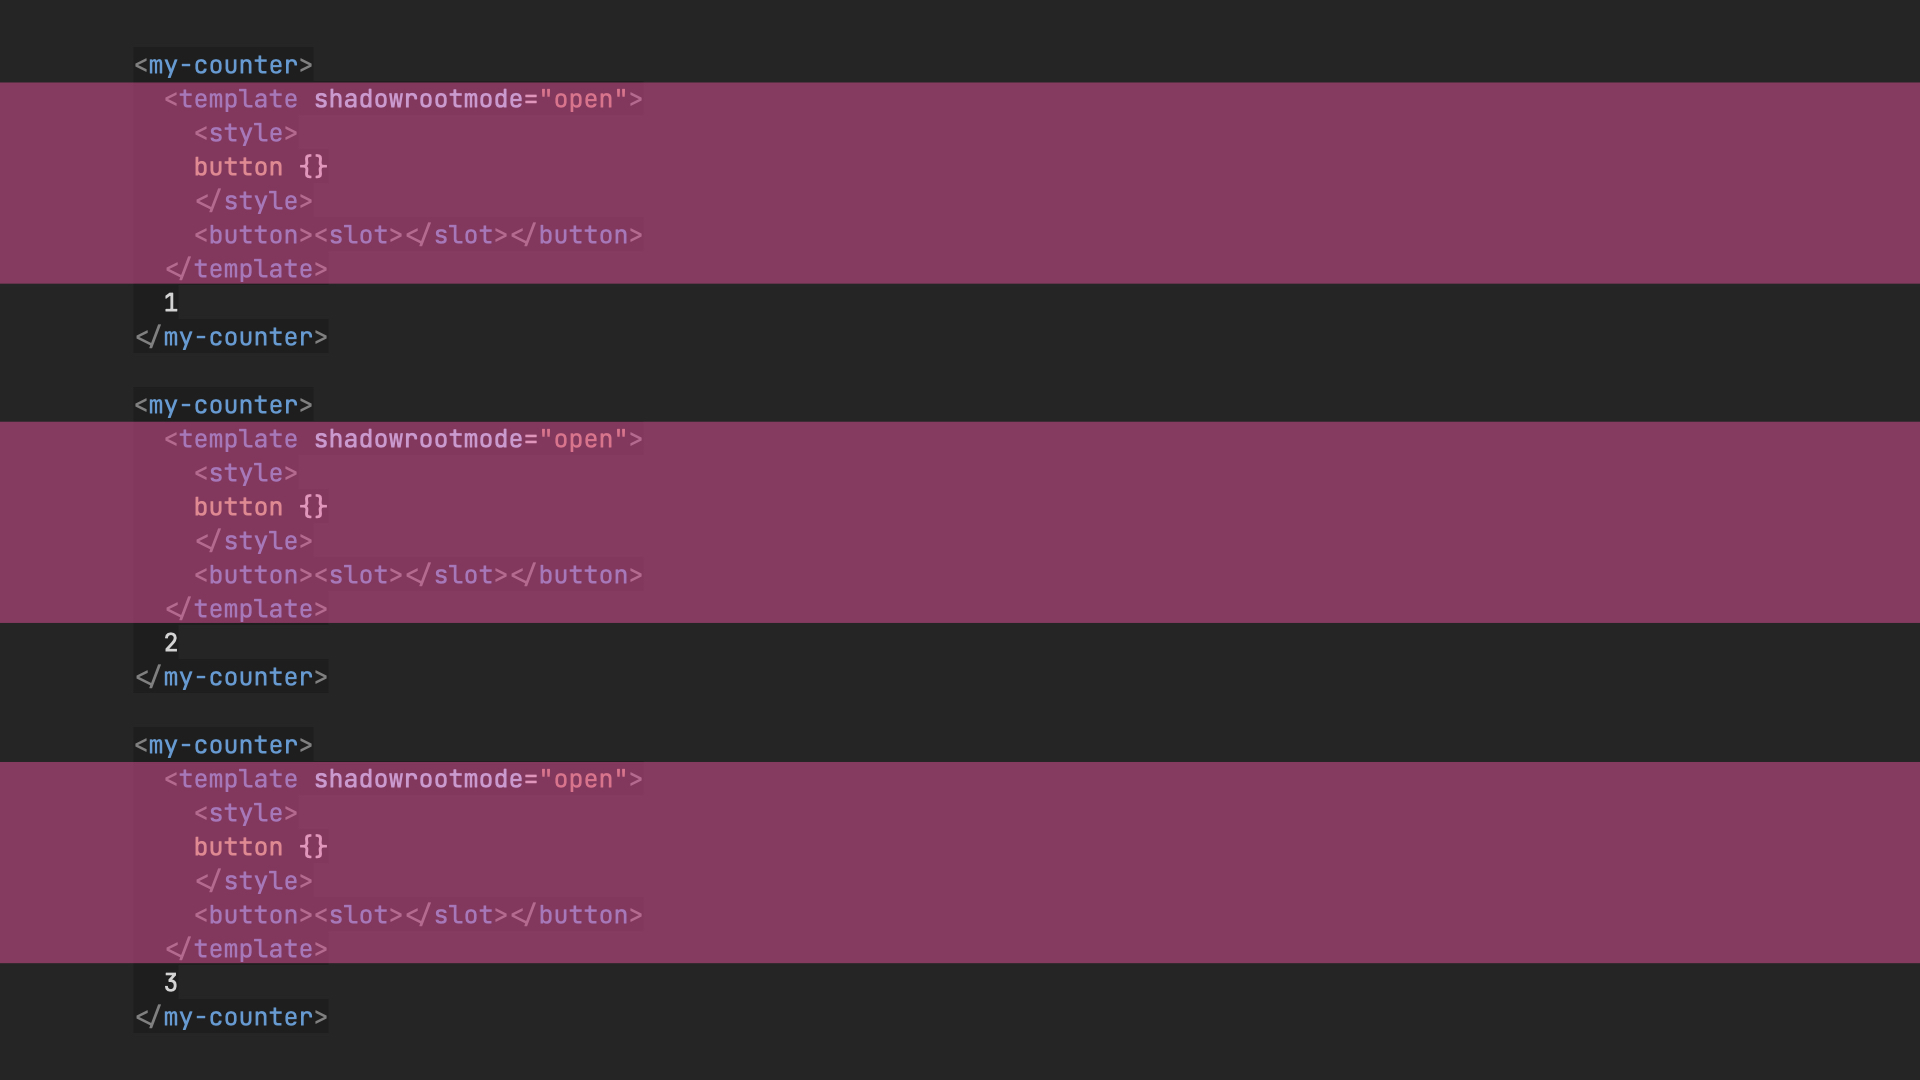 <my-counter>
  <template shadowrootmode="open">
    <style>
    button {}
    </style>
    <button><slot></slot></button>
  </template>
  1
</my-counter>

<my-counter>
  <template shadowrootmode="open">
    <style>
    button {}
    </style>
    <button><slot></slot></button>
  </template>
  2
</my-counter>

<my-counter>
  <template shadowrootmode="open">
    <style>
    button {}
    </style>
    <button><slot></slot></button>
  </template>
  3
</my-counter>